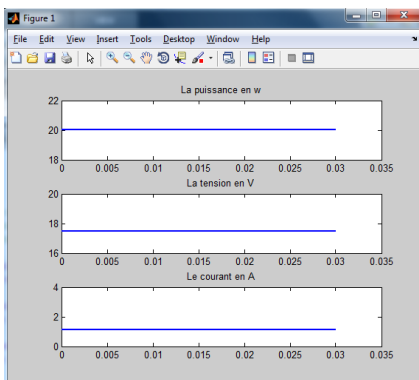 Figure 1
File Edit View Insert Tools Desktop Window Help
La puissance en w
22
20
18
0 0.005 0.01 0.015 0.02 0.025 0.03 0.035
La tension en V
20
18
16
0 0.005 0.01 0.015 0.02 0.025 0.03 0.035
Le courant en A
4
2
0
0 0.005 0.01 0.015 0.02 0.025 0.03 0.035